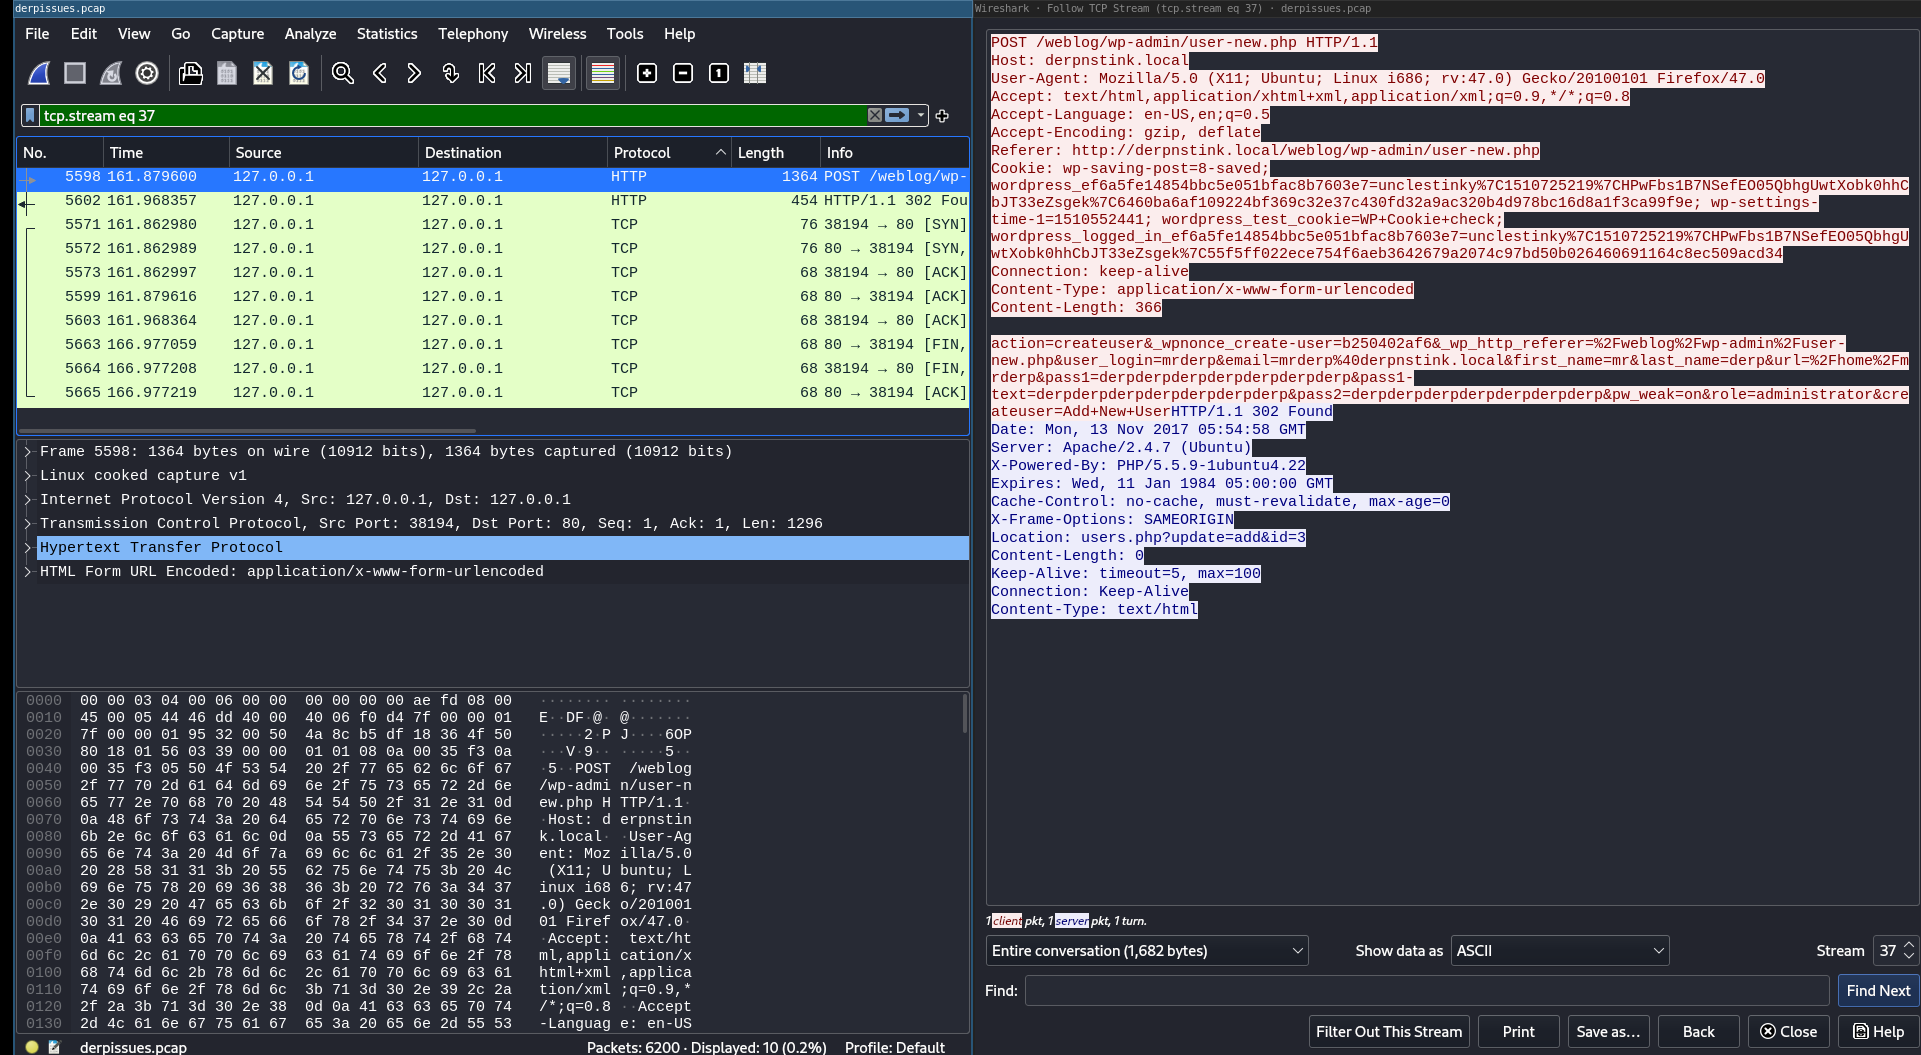 derpissues.pcap
File Edit View Go Capture Analyze Statistics Telephony Wireless Tools Help
tcp.stream eq 37
No. Time Source Destination Protocol Length Info
5598 161.879600 127.0.0.1 127.0.0.1 HTTP 1364 POST /weblog/wp-
5602 161.968357 127.0.0.1 127.0.0.1 HTTP 454 HTTP/1.1 302 Fou
5571 161.862980 127.0.0.1 127.0.0.1 TCP 76 38194 → 80 [SYN]
5572 161.862989 127.0.0.1 127.0.0.1 TCP 76 80 → 38194 [SYN,
5573 161.862997 127.0.0.1 127.0.0.1 TCP 68 38194 → 80 [ACK]
5599 161.879616 127.0.0.1 127.0.0.1 TCP 68 80 → 38194 [ACK]
5603 161.968364 127.0.0.1 127.0.0.1 TCP 68 38194 → 80 [ACK]
5663 166.977059 127.0.0.1 127.0.0.1 TCP 68 80 → 38194 [FIN,
5664 166.977208 127.0.0.1 127.0.0.1 TCP 68 38194 → 80 [FIN,
5665 166.977219 127.0.0.1 127.0.0.1 TCP 68 80 → 38194 [ACK]
Frame 5598: 1364 bytes on wire (10912 bits), 1364 bytes captured (10912 bits)
Linux cooked capture v1
Internet Protocol Version 4, Src: 127.0.0.1, Dst: 127.0.0.1
Transmission Control Protocol, Src Port: 38194, Dst Port: 80, Seq: 1, Ack: 1, Len: 1296
Hypertext Transfer Protocol
HTML Form URL Encoded: application/x-www-form-urlencoded
0000 00 00 03 04 00 06 00 00 00 00 00 00 ae fd 08 00 ········ ········
0010 45 00 05 44 46 dd 40 00 40 06 f0 d4 7f 00 00 01 E··DF·@· @·······
0020 7f 00 00 01 95 32 00 50 4a 8c b5 df 18 36 4f 50 ·····2·P J····6OP
0030 80 18 01 56 03 39 00 00 01 01 08 0a 00 35 f3 0a ···V·9·· ·····5··
0040 00 35 f3 05 50 4f 53 54 20 2f 77 65 62 6c 6f 67 ·5··POST /weblog
0050 2f 77 70 2d 61 64 6d 69 6e 2f 75 73 65 72 2d 6e /wp-admi n/user-n
0060 65 77 2e 70 68 70 20 48 54 54 50 2f 31 2e 31 0d ew.php H TTP/1.1·
0070 0a 48 6f 73 74 3a 20 64 65 72 70 6e 73 74 69 6e ·Host: d erpnstin
0080 6b 2e 6c 6f 63 61 6c 0d 0a 55 73 65 72 2d 41 67 k.local· ·User-Ag
0090 65 6e 74 3a 20 4d 6f 7a 69 6c 6c 61 2f 35 2e 30 ent: Moz illa/5.0
00a0 20 28 58 31 31 3b 20 55 62 75 6e 74 75 3b 20 4c (X11; U buntu; L
00b0 69 6e 75 78 20 69 36 38 36 3b 20 72 76 3a 34 37 inux i68 6; rv:47
00c0 2e 30 29 20 47 65 63 6b 6f 2f 32 30 31 30 30 31 .0) Geck o/201001
00d0 30 31 20 46 69 72 65 66 6f 78 2f 34 37 2e 30 0d 01 Firef ox/47.0·
00e0 0a 41 63 63 65 70 74 3a 20 74 65 78 74 2f 68 74 ·Accept: text/ht
00f0 6d 6c 2c 61 70 70 6c 69 63 61 74 69 6f 6e 2f 78 ml,appli cation/x
0100 68 74 6d 6c 2b 78 6d 6c 2c 61 70 70 6c 69 63 61 html+xml ,applica
0110 74 69 6f 6e 2f 78 6d 6c 3b 71 3d 30 2e 39 2c 2a tion/xml ;q=0.9,*
0120 2f 2a 3b 71 3d 30 2e 38 0d 0a 41 63 63 65 70 74 /*;q=0.8 ··Accept
0130 2d 4c 61 6e 67 75 61 67 65 3a 20 65 6e 2d 55 53 -Languag e: en-US
derpissues.pcap Packets: 6200 · Displayed: 10 (0.2%) Profile: Default
Wireshark · Follow TCP Stream (tcp.stream eq 37) · derpissues.pcap
POST /weblog/wp-admin/user-new.php HTTP/1.1
Host: derpnstink.local
User-Agent: Mozilla/5.0 (X11; Ubuntu; Linux i686; rv:47.0) Gecko/20100101 Firefox/47.0
Accept: text/html,application/xhtml+xml,application/xml;q=0.9,*/*;q=0.8
Accept-Language: en-US,en;q=0.5
Accept-Encoding: gzip, deflate
Referer: http://derpnstink.local/weblog/wp-admin/user-new.php
Cookie: wp-saving-post=8-saved;
wordpress_ef6a5fe14854bbc5e051bfac8b7603e7=unclestinky%7C1510725219%7CHPwFbs1B7NSefEO05QbhgUwtXobk0hhC
bJT33eZsgek%7C6460ba6af109224bf369c32e37c430fd32a9ac320b4d978bc16d8a1f3ca99f9e; wp-settings-
time-1=1510552441; wordpress_test_cookie=WP+Cookie+check;
wordpress_logged_in_ef6a5fe14854bbc5e051bfac8b7603e7=unclestinky%7C1510725219%7CHPwFbs1B7NSefEO05QbhgU
wtXobk0hhCbJT33eZsgek%7C55f5ff022ece754f6aeb3642679a2074c97bd50b026460691164c8ec509acd34
Connection: keep-alive
Content-Type: application/x-www-form-urlencoded
Content-Length: 366
action=createuser&_wpnonce_create-user=b250402af6&_wp_http_referer=%2Fweblog%2Fwp-admin%2Fuser-
new.php&user_login=mrderp&email=mrderp%40derpnstink.local&first_name=mr&last_name=derp&url=%2Fhome%2Fm
rderp&pass1=derpderpderpderpderpderpderp&pass1-
text=derpderpderpderpderpderpderp&pass2=derpderpderpderpderpderpderp&pw_weak=on&role=administrator&cre
ateuser=Add+New+UserHTTP/1.1 302 Found
Date: Mon, 13 Nov 2017 05:54:58 GMT
Server: Apache/2.4.7 (Ubuntu)
X-Powered-By: PHP/5.5.9-1ubuntu4.22
Expires: Wed, 11 Jan 1984 05:00:00 GMT
Cache-Control: no-cache, must-revalidate, max-age=0
X-Frame-Options: SAMEORIGIN
Location: users.php?update=add&id=3
Content-Length: 0
Keep-Alive: timeout=5, max=100
Connection: Keep-Alive
Content-Type: text/html
1 client pkt, 1 server pkt, 1 turn.
Entire conversation (1,682 bytes) Show data as ASCII Stream 37
Find: Find Next
Filter Out This Stream Print Save as… Back Close Help